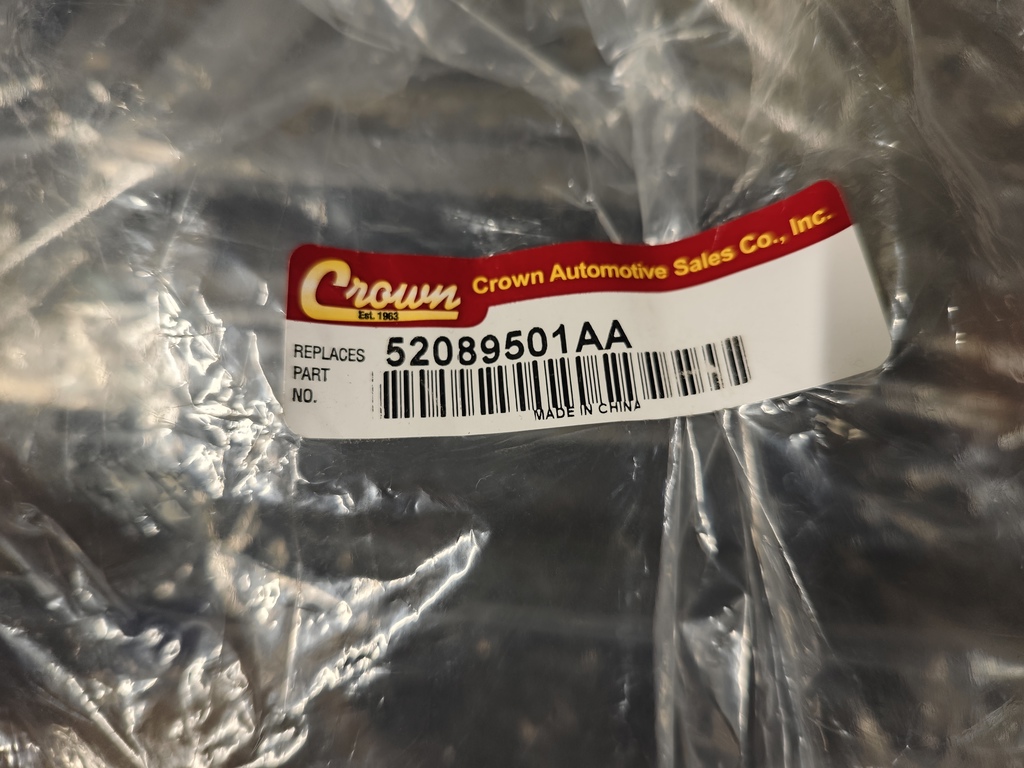 Crown
Est. 1963
Crown Automotive Sales Co., Inc.
REPLACES
PART
NO.
52089501AA
MADE IN CHINA